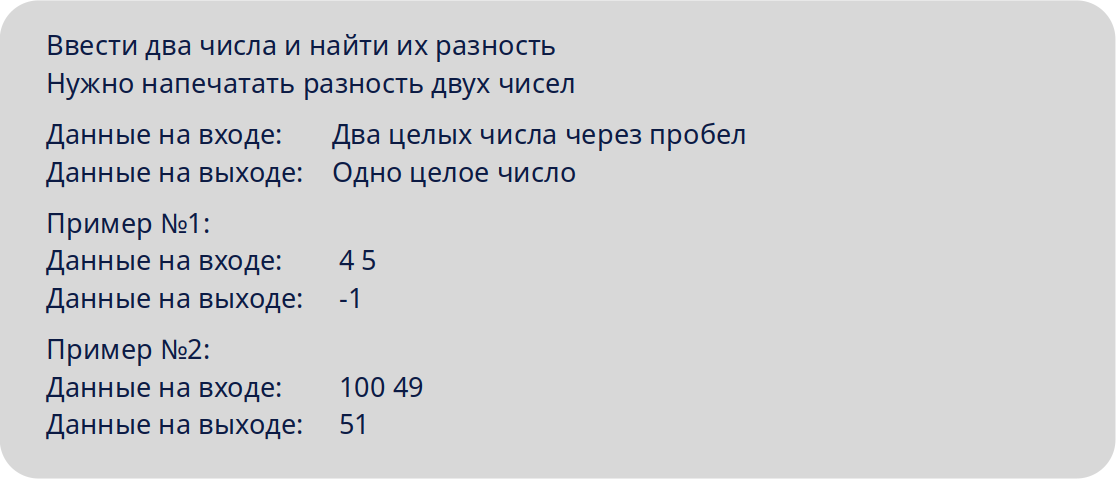 Ввести два числа и найти их разность
Нужно напечатать разность двух чисел
Данные на входе: Два целых числа через пробел
Данные на выходе: Одно целое число
Пример №1:
Данные на входе: 4 5
Данные на выходе: -1
Пример №2:
Данные на входе: 100 49
Данные на выходе: 51